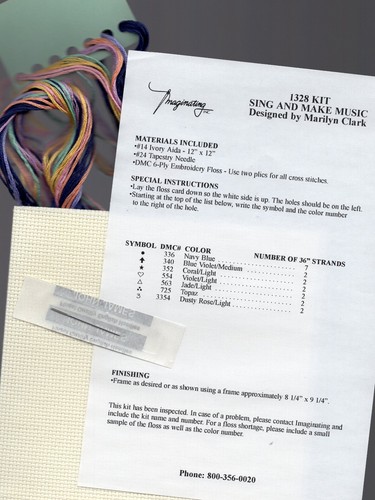 Imaginating
1328 KIT
SING AND MAKE MUSIC
Designed by Marilyn Clark
MATERIALS INCLUDED
•#14 Ivory Aida - 12" x 12"
•#24 Tapestry Needle
•DMC 6-Ply Embroidery Floss - Use two plies for all cross stitches.
SPECIAL INSTRUCTIONS
•Lay the floss card down so the white side is up. The holes should be on the left.
•Starting at the top of the list below, write the symbol and the color number
to the right of the hole.
SYMBOL DMC# COLOR NUMBER OF 36" STRANDS
336 Navy Blue 7
340 Blue Violet/Medium 2
★ 352 Coral/Light 2
♡ 554 Violet/Light 2
△ 563 Jade/Light 2
∴ 725 Topaz 2
S 3354 Dusty Rose/Light 2
FINISHING
•Frame as desired or as shown using a frame approximately 8 1/4" x 9 1/4".
This kit has been inspected. In case of a problem, please contact Imaginating and
include the kit name and number. For a floss shortage, please include a small
sample of the floss as well as the color number.
Phone: 800-356-0020